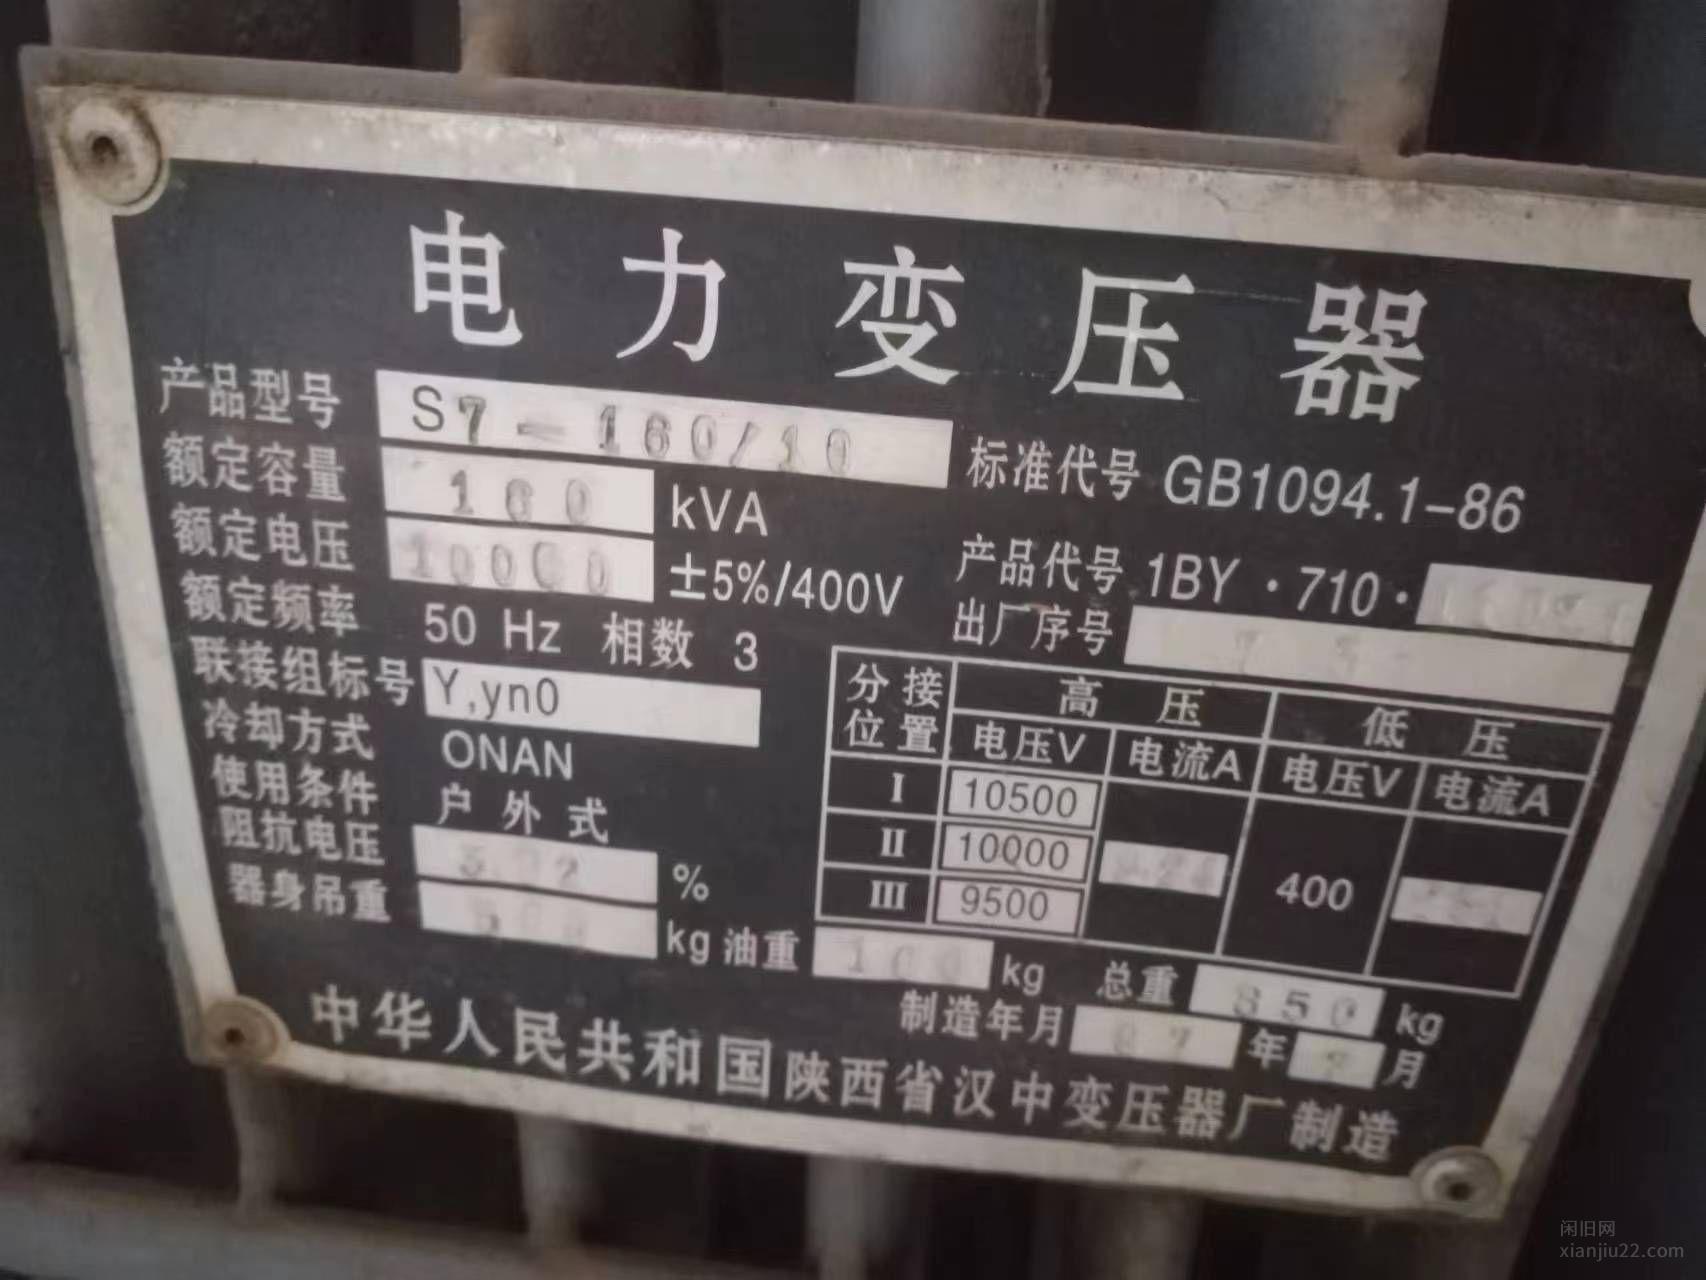 电力变压器
产品型号 S7-160/10 标准代号 GB1094.1-86
额定容量 160 kVA
额定电压 10000 ±5%/400V 产品代号 1BY·710·
额定频率 50 Hz 相数 3 出厂序号
联接组标号 Y,yn0
冷却方式 ONAN
使用条件 户外式
阻抗电压 %
器身吊重 kg 油重 kg 总重 850 kg
分接位置 高压 低压
电压V 电流A 电压V 电流A
I 10500
II 10000 400
III 9500
制造年月 年 月
中华人民共和国陕西省汉中变压器厂制造
闲旧网
xianjiu22.com